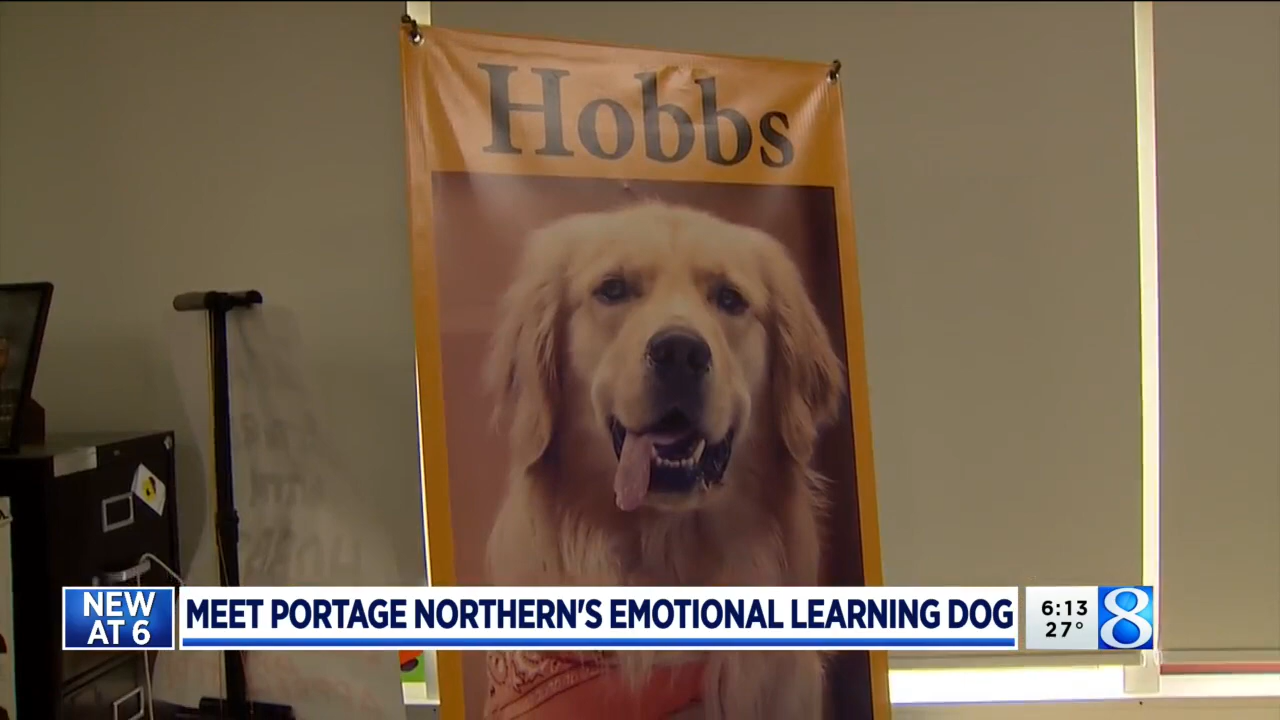 Hobbs
NEW
AT 6
MEET PORTAGE NORTHERN'S EMOTIONAL LEARNING DOG
6:13
27°
8